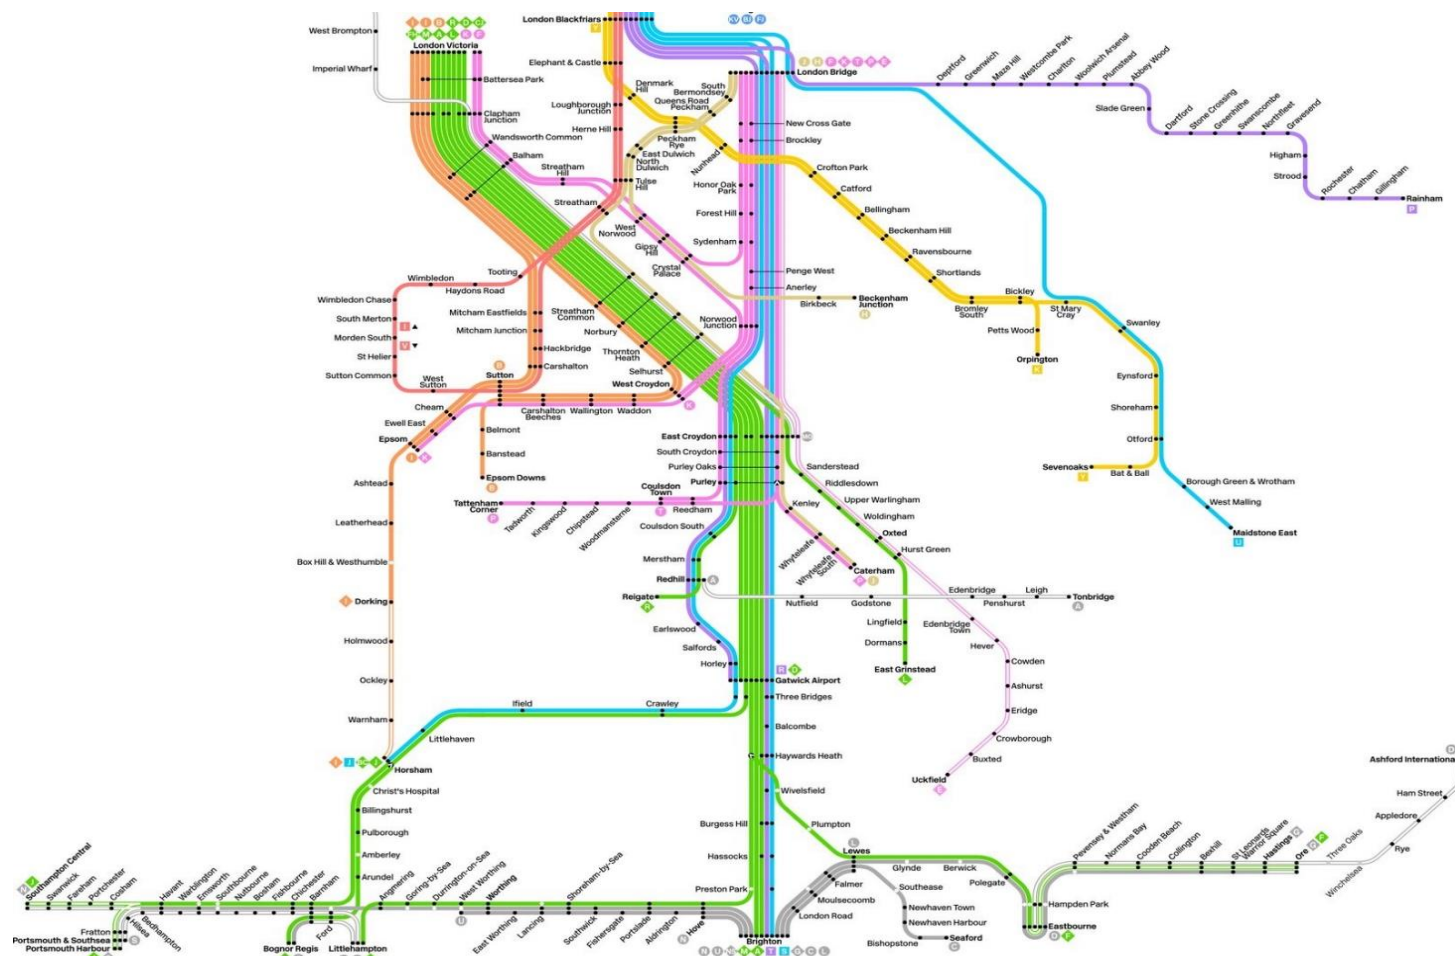 London Blackfriars
Y
KV BJ FJ
West Brompton
Imperial Wharf
London Victoria
Battersea Park
Clapham
Junction
Wandsworth Common
Balham
Streatham
Hill
Streatham
Elephant & Castle
Loughborough
Junction
Herne Hill
Tulse
Hill
Denmark
Hill
South
Bermondsey
Queens Road
Peckham
Peckham
Rye
East Dulwich
North
Dulwich
Nunhead
J H P K T P E
London Bridge
New Cross Gate
Brockley
Honor Oak
Park
Forest Hill
Sydenham
Penge West
Anerley
Norwood
Junction
West
Norwood
Gipsy
Hill
Crystal
Palace
Birkbeck
Beckenham
Junction
H
Crofton Park
Catford
Bellingham
Beckenham Hill
Ravensbourne
Shortlands
Bromley
South
Bickley
Petts Wood
Orpington
K
St Mary
Cray
Swanley
Eynsford
Shoreham
Otford
Bat & Ball
Sevenoaks
Y
Borough Green & Wrotham
West Malling
Maidstone East
U
Deptford
Greenwich
Maze Hill
Westcombe Park
Charlton
Woolwich Arsenal
Plumstead
Abbey Wood
Slade Green
Dartford
Stone Crossing
Greenhithe
Swanscombe
Northfleet
Gravesend
Higham
Strood
Rochester
Chatham
Gillingham
Rainham
P
Tooting
Haydons Road
Wimbledon
Wimbledon Chase
South Merton
Morden South
St Helier
Sutton Common
West
Sutton
V
Mitcham Eastfields
Mitcham Junction
Hackbridge
Carshalton
B
Sutton
Cheam
Ewell East
Epsom
I K
Carshalton
Beeches
Wallington
Waddon
West Croydon
K
Belmont
Banstead
Epsom Downs
B
Streatham
Common
Norbury
Thornton
Heath
Selhurst
East Croydon
South Croydon
Purley Oaks
Purley
Coulsdon
Town
T
Reedham
Woodmansterne
Chipstead
Kingswood
Tadworth
Tattenham
Corner
P
Coulsdon South
Merstham
Redhill
A
Reigate
R
Earlswood
Salfords
Horley
R D
Gatwick Airport
Three Bridges
Balcombe
Haywards Heath
Wivelsfield
Burgess Hill
Hassocks
Preston Park
Kenley
Whyteleafe
Whyteleafe
South
Caterham
P J
Sanderstead
Riddlesdown
Upper Warlingham
Woldingham
Oxted
Hurst Green
Lingfield
Dormans
East Grinstead
L
Nutfield
Godstone
Edenbridge
Penshurst
Leigh
Tonbridge
A
Edenbridge
Town
Hever
Cowden
Ashurst
Eridge
Crowborough
Buxted
Uckfield
E
Ashtead
Leatherhead
Box Hill & Westhumble
I
Dorking
Holmwood
Ockley
Warnham
Ifield
Crawley
Littlehaven
Horsham
Christ's Hospital
Billingshurst
Pulborough
Amberley
Arundel
N J
Southampton Central
Swanwick
Fareham
Portchester
Cosham
Havant
Warblington
Emsworth
Southbourne
Nutbourne
Bosham
Fishbourne
Chichester
Barnham
Angmering
Goring-by-Sea
Durrington-on-Sea
West Worthing
Worthing
Shoreham-by-Sea
Fratton
Portsmouth & Southsea
Portsmouth Harbour
S
Hilsea
Bedhampton
Ford
Bognor Regis
Littlehampton
U
East Worthing
Lancing
Southwick
Fishersgate
Portslade
Aldrington
Hove
N
Brighton
London Road
Moulsecoomb
Falmer
L
Lewes
Plumpton
Glynde
Berwick
Polegate
Southease
Newhaven Town
Newhaven Harbour
Bishopstone
Seaford
C
Hampden Park
Eastbourne
D F
Pevensey & Westham
Normans Bay
Cooden Beach
Collington
Bexhill
St Leonards
Warrior Square
Hastings
Ore
Three Oaks
Winchelsea
Rye
Appledore
Ham Street
Ashford Internationa